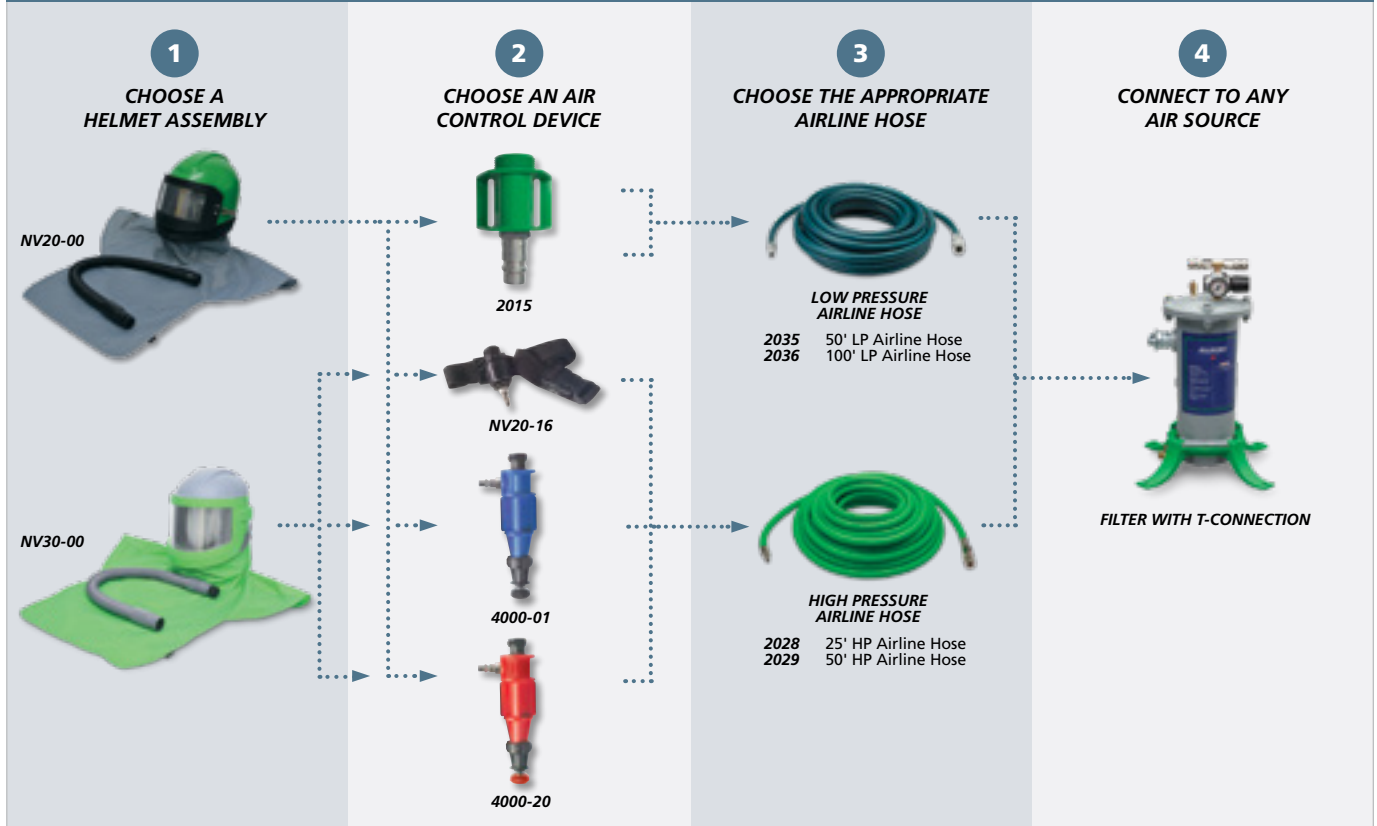 1
CHOOSE A
HELMET ASSEMBLY
NV20-00
NV30-00
2
CHOOSE AN AIR
CONTROL DEVICE
2015
NV20-16
4000-01
4000-20
3
CHOOSE THE APPROPRIATE
AIRLINE HOSE
LOW PRESSURE
AIRLINE HOSE
2035 50' LP Airline Hose
2036 100' LP Airline Hose
HIGH PRESSURE
AIRLINE HOSE
2028 25' HP Airline Hose
2029 50' HP Airline Hose
4
CONNECT TO ANY
AIR SOURCE
FILTER WITH T-CONNECTION